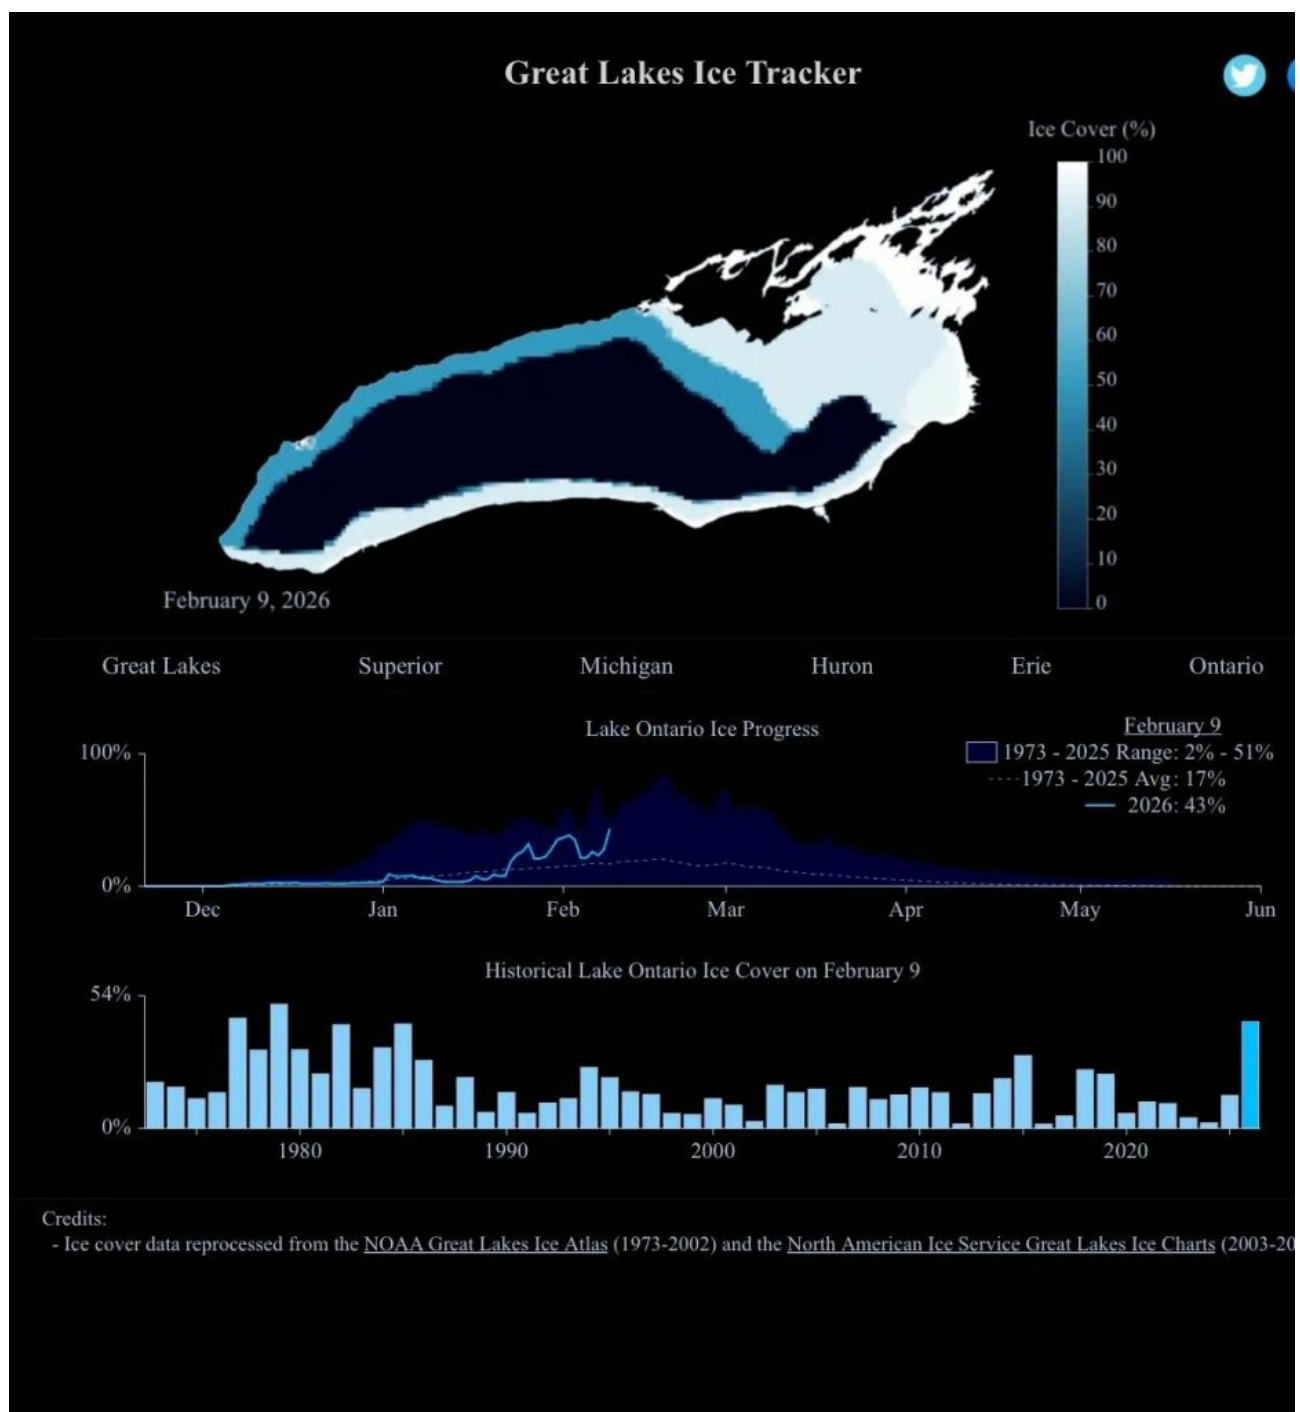 Great Lakes Ice Tracker
Ice Cover (%)
100
90
80
70
60
50
40
30
20
10
0
February 9, 2026
Great Lakes Superior Michigan Huron Erie Ontario
Lake Ontario Ice Progress
February 9
1973 - 2025 Range: 2% - 51%
1973 - 2025 Avg: 17%
2026: 43%
100%
0%
Dec Jan Feb Mar Apr May Jun
Historical Lake Ontario Ice Cover on February 9
54%
0%
1980 1990 2000 2010 2020
Credits:
- Ice cover data reprocessed from the NOAA Great Lakes Ice Atlas (1973-2002) and the North American Ice Service Great Lakes Ice Charts (2003-20